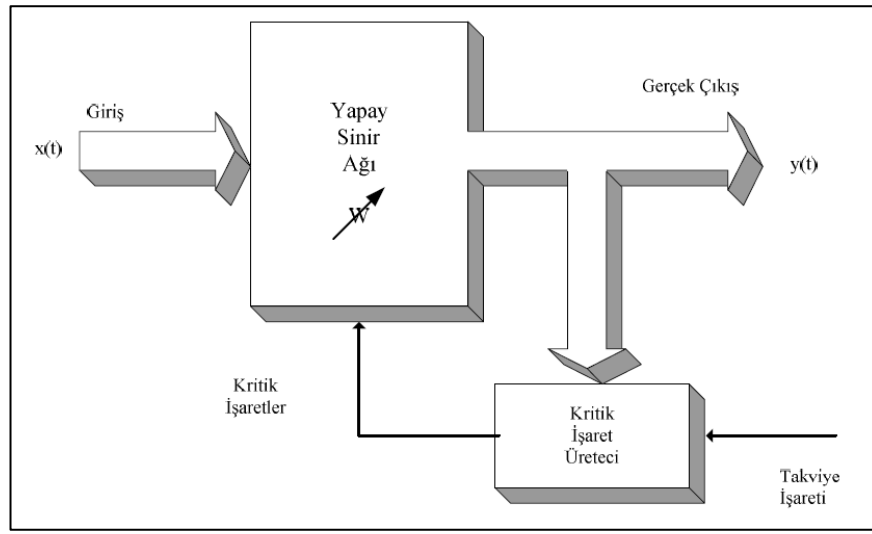 Giriş
x(t)
Yapay
Sinir
Ağı
W
Gerçek Çıkış
y(t)
Kritik
İşaretler
Kritik
İşaret
Üreteci
Takviye
İşareti